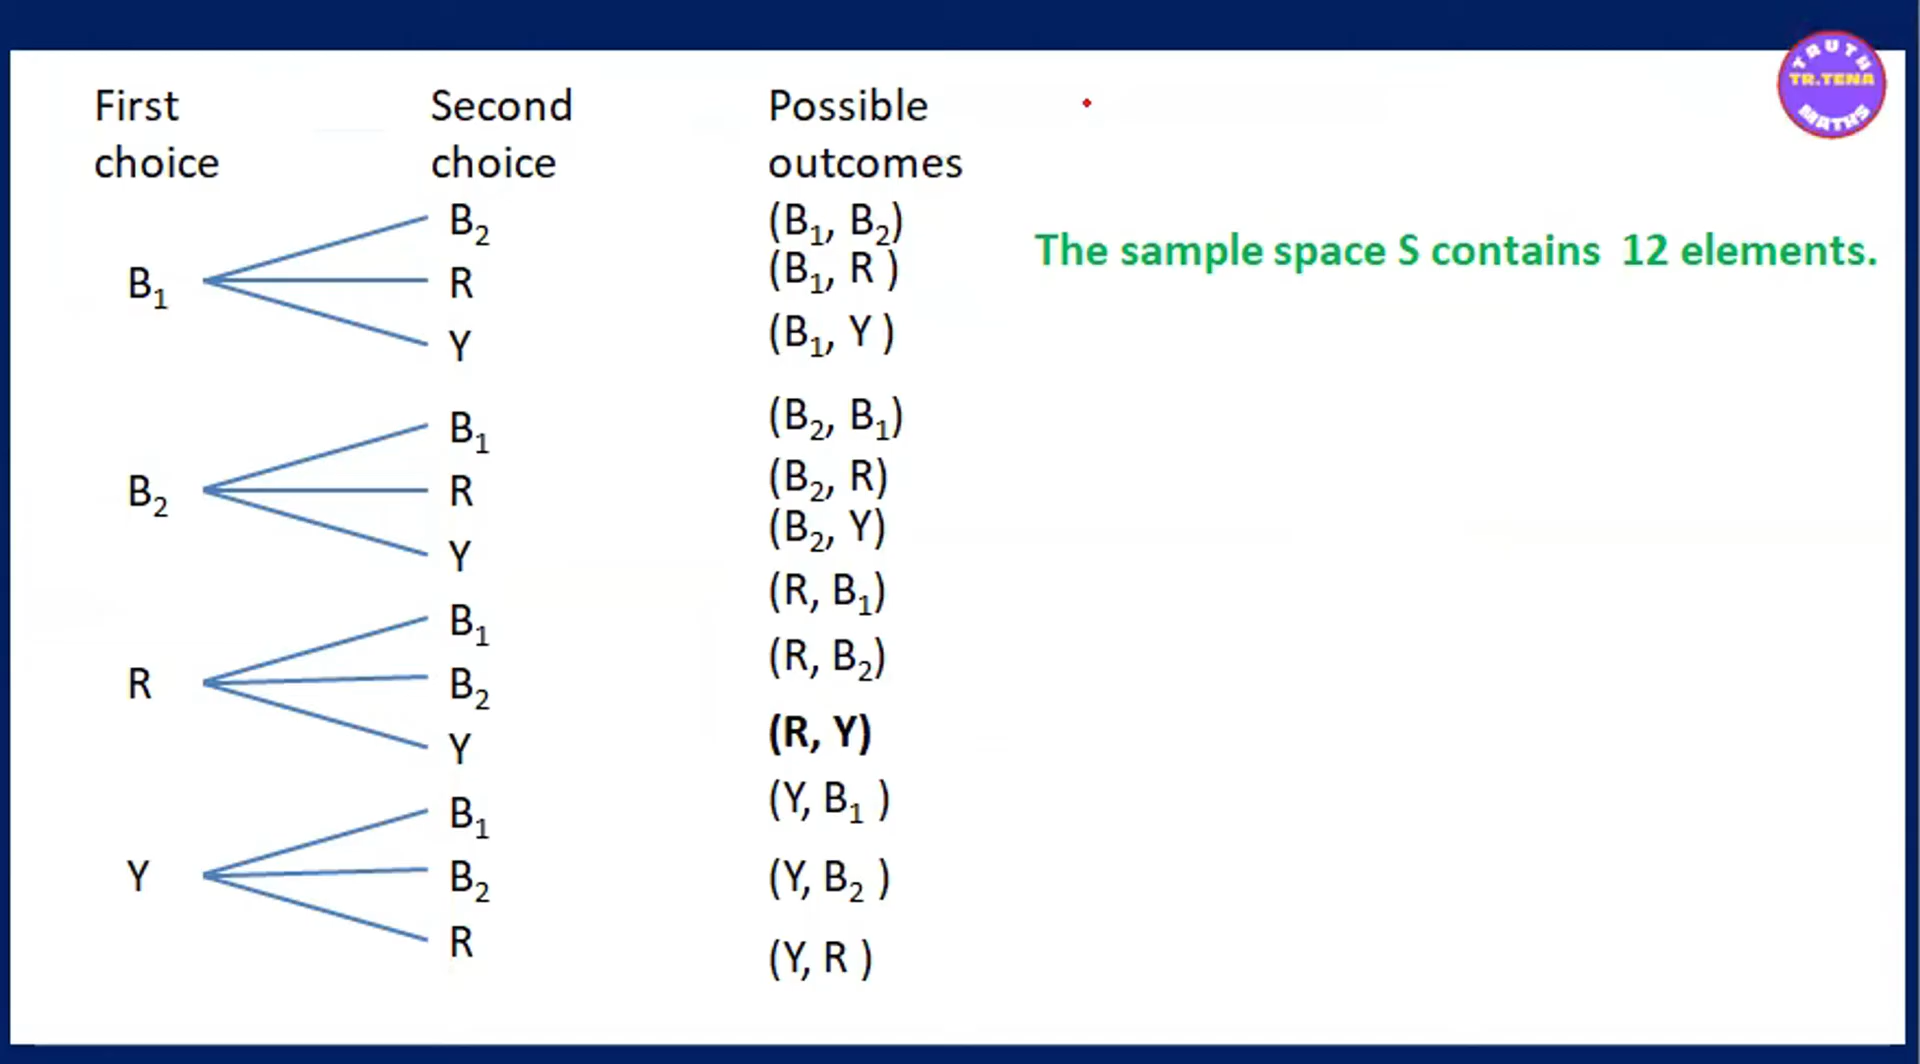 First choice
Second choice
Possible outcomes
TRUTH
TR.TENA
MATHS
The sample space S contains 12 elements.
B₁
B₂
R
Y
(B₁, B₂)
(B₁, R )
(B₁, Y )
B₂
B₁
R
Y
(B₂, B₁)
(B₂, R)
(B₂, Y)
R
B₁
B₂
Y
(R, B₁)
(R, B₂)
(R, Y)
Y
B₁
B₂
R
(Y, B₁ )
(Y, B₂ )
(Y, R )